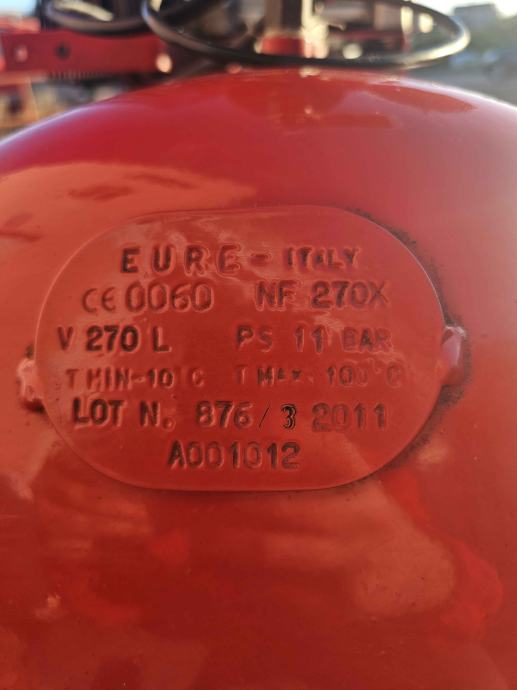 EURE - ITALY
CE 0060 NF 270X
V 270 L PS 11 BAR
T MIN-10°C T MAX. 100°C
LOT N. 876/3 2011
A001012